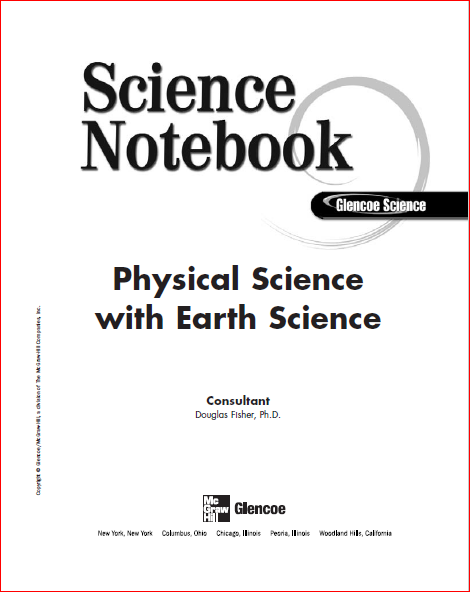 Science
Notebook
Glencoe Science
Physical Science
with Earth Science
Consultant
Douglas Fisher, Ph.D.
Copyright © Glencoe/McGraw-Hill, a division of The McGraw-Hill Companies, Inc.
Mc
Graw
Hill
Glencoe
New York, New York Columbus, Ohio Chicago, Illinois Peoria, Illinois Woodland Hills, California